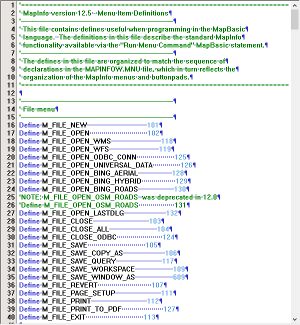 1 '=====================================================
2 ' MapInfo version 12.5 - Menu Item Definitions
3 '
4 ' This file contains defines useful when programming in the MapBasic
5 ' language. The definitions in this file describe the standard MapInfo
6 ' functionality available via the "Run Menu Command" MapBasic statement.
7 '
8 ' The defines in this file are organized to match the sequence of
9 ' declarations in the MAPINFOW.MNU file, which in turn reflects the
10 ' organization of the MapInfo menus and buttonpads.
11 '=====================================================
12
13 '
14 ' File menu
15 '
16 Define M_FILE_NEW 101
17 Define M_FILE_OPEN 102
18 Define M_FILE_OPEN_WMS 118
19 Define M_FILE_OPEN_WFS 119
20 Define M_FILE_OPEN_ODBC_CONN 125
21 Define M_FILE_OPEN_UNIVERSAL_DATA 126
22 Define M_FILE_OPEN_BING_AERIAL 128
23 Define M_FILE_OPEN_BING_HYBRID 129
24 Define M_FILE_OPEN_BING_ROADS 130
25 'NOTE: M_FILE_OPEN_OSM_ROADS was deprecated in 12.0
26 'Define M_FILE_OPEN_OSM_ROADS 131
27 Define M_FILE_OPEN_LASTDLG 132
28 Define M_FILE_CLOSE 103
29 Define M_FILE_CLOSE_ALL 104
30 Define M_FILE_CLOSE_ODBC 124
31 Define M_FILE_SAVE 105
32 Define M_FILE_SAVE_COPY_AS 106
33 Define M_FILE_SAVE_QUERY 117
34 Define M_FILE_SAVE_WORKSPACE 109
35 Define M_FILE_SAVE_WINDOW_AS 609
36 Define M_FILE_REVERT 107
37 Define M_FILE_PAGE_SETUP 111
38 Define M_FILE_PRINT 112
39 Define M_FILE_PRINT_TO_PDF 127
40 Define M_FILE_EXIT 113